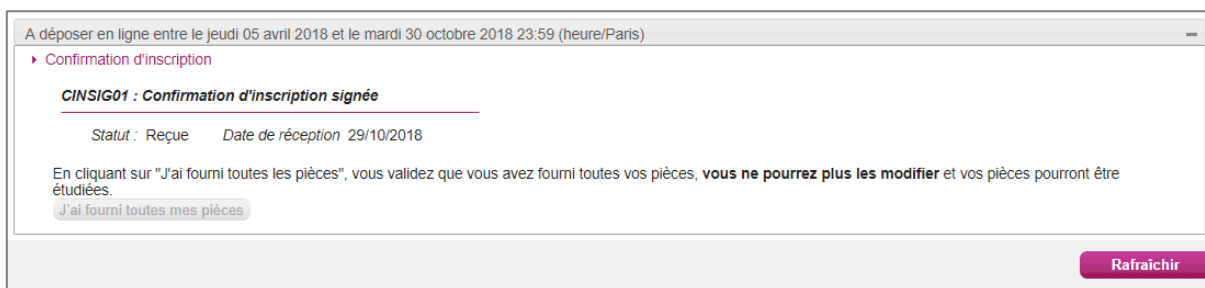 A déposer en ligne entre le jeudi 05 avril 2018 et le mardi 30 octobre 2018 23:59 (heure/Paris)
Confirmation d'inscription
CINSIG01 : Confirmation d'inscription signée
Statut : Reçue Date de réception 29/10/2018
En cliquant sur "J'ai fourni toutes les pièces", vous validez que vous avez fourni toutes vos pièces, vous ne pourrez plus les modifier et vos pièces pourront être
étudiées.
J'ai fourni toutes mes pièces
Rafraîchir